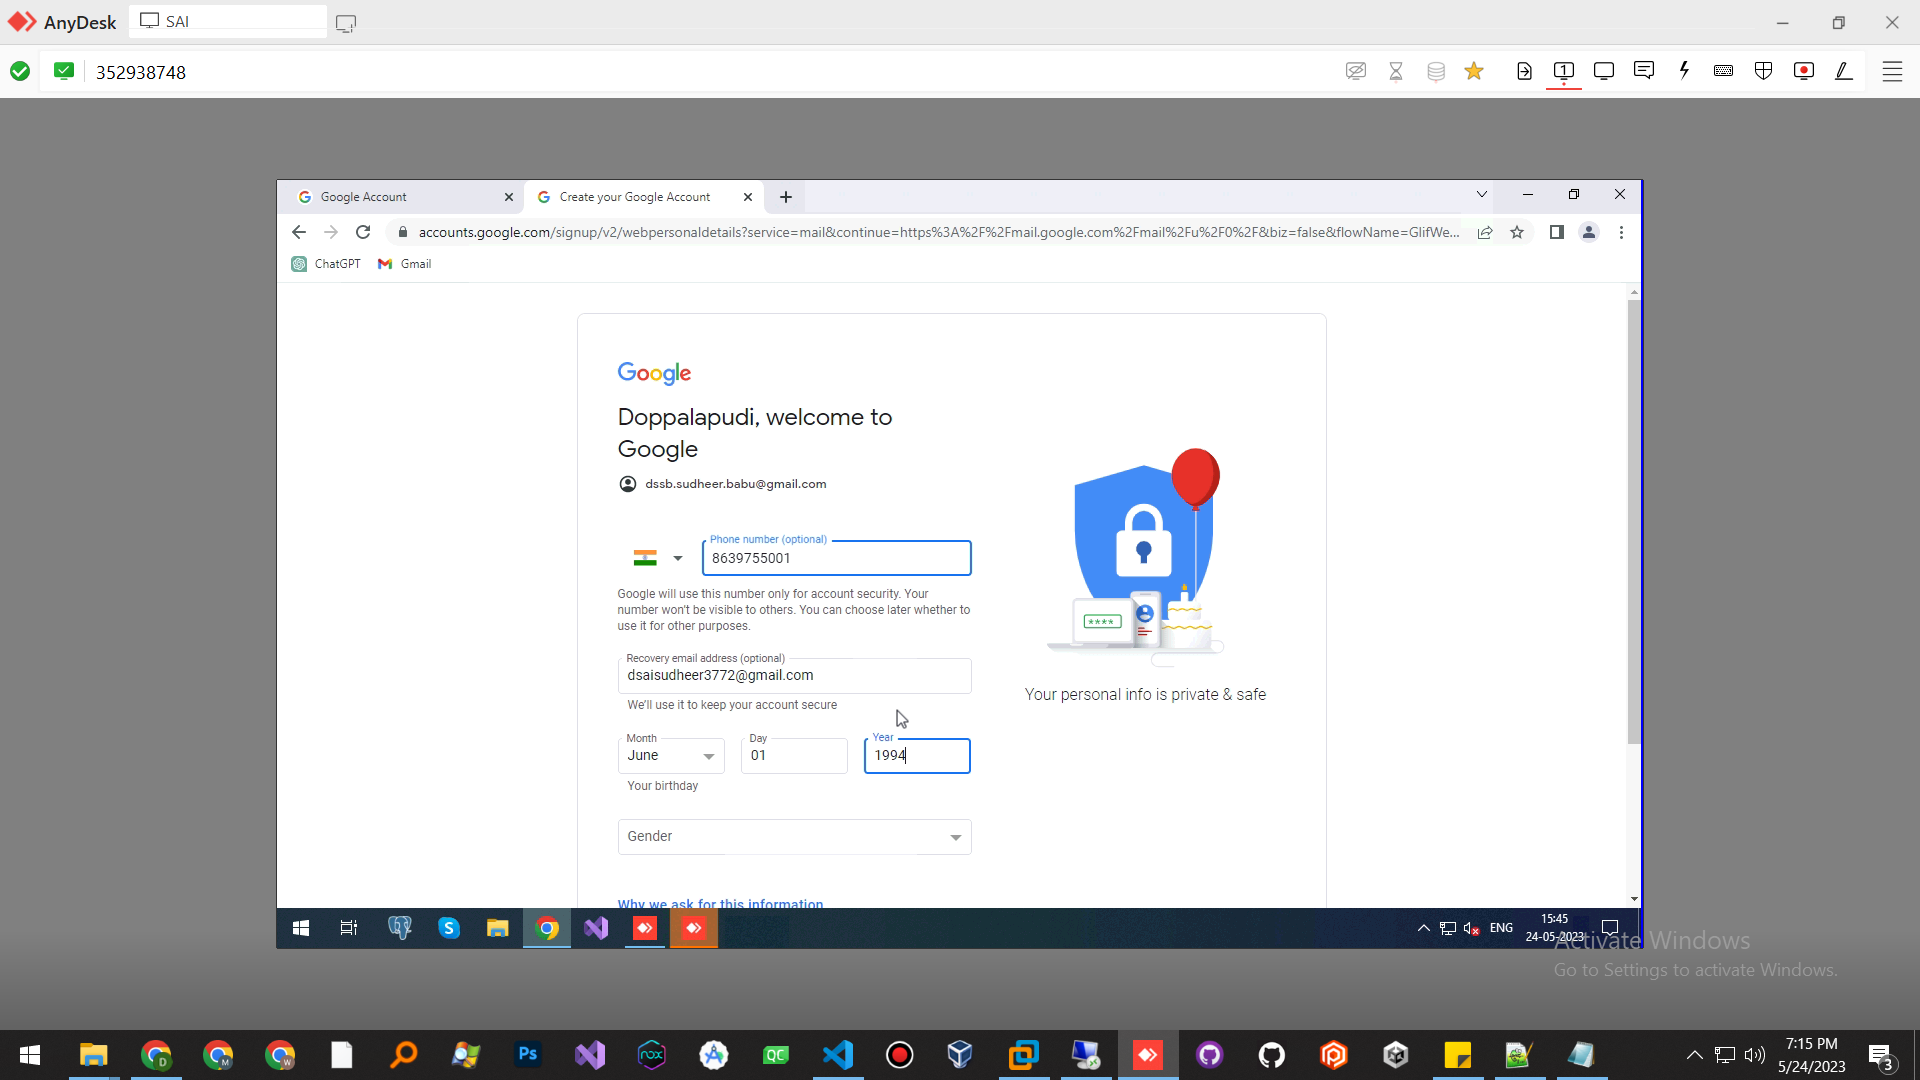 AnyDesk
SAI
352938748
Google Account
Create your Google Account
accounts.google.com/signup/v2/webpersonaldetails?service=mail&continue=https%3A%2F%2Fmail.google.com%2Fmail%2Fu%2F0%2F&biz=false&flowName=GlifWe...
ChatGPT
Gmail
Google
Doppalapudi, welcome to
Google
dssb.sudheer.babu@gmail.com
Phone number (optional)
8639755001
Google will use this number only for account security. Your
number won't be visible to others. You can choose later whether to
use it for other purposes.
Recovery email address (optional)
dsaisudheer3772@gmail.com
We'll use it to keep your account secure
Month
June
Day
01
Year
1994
Your birthday
Gender
Why we ask for this information
****
Your personal info is private & safe
ENG
15:45
24-05-2023
Activate Windows
Go to Settings to activate Windows.
7:15 PM
5/24/2023
3